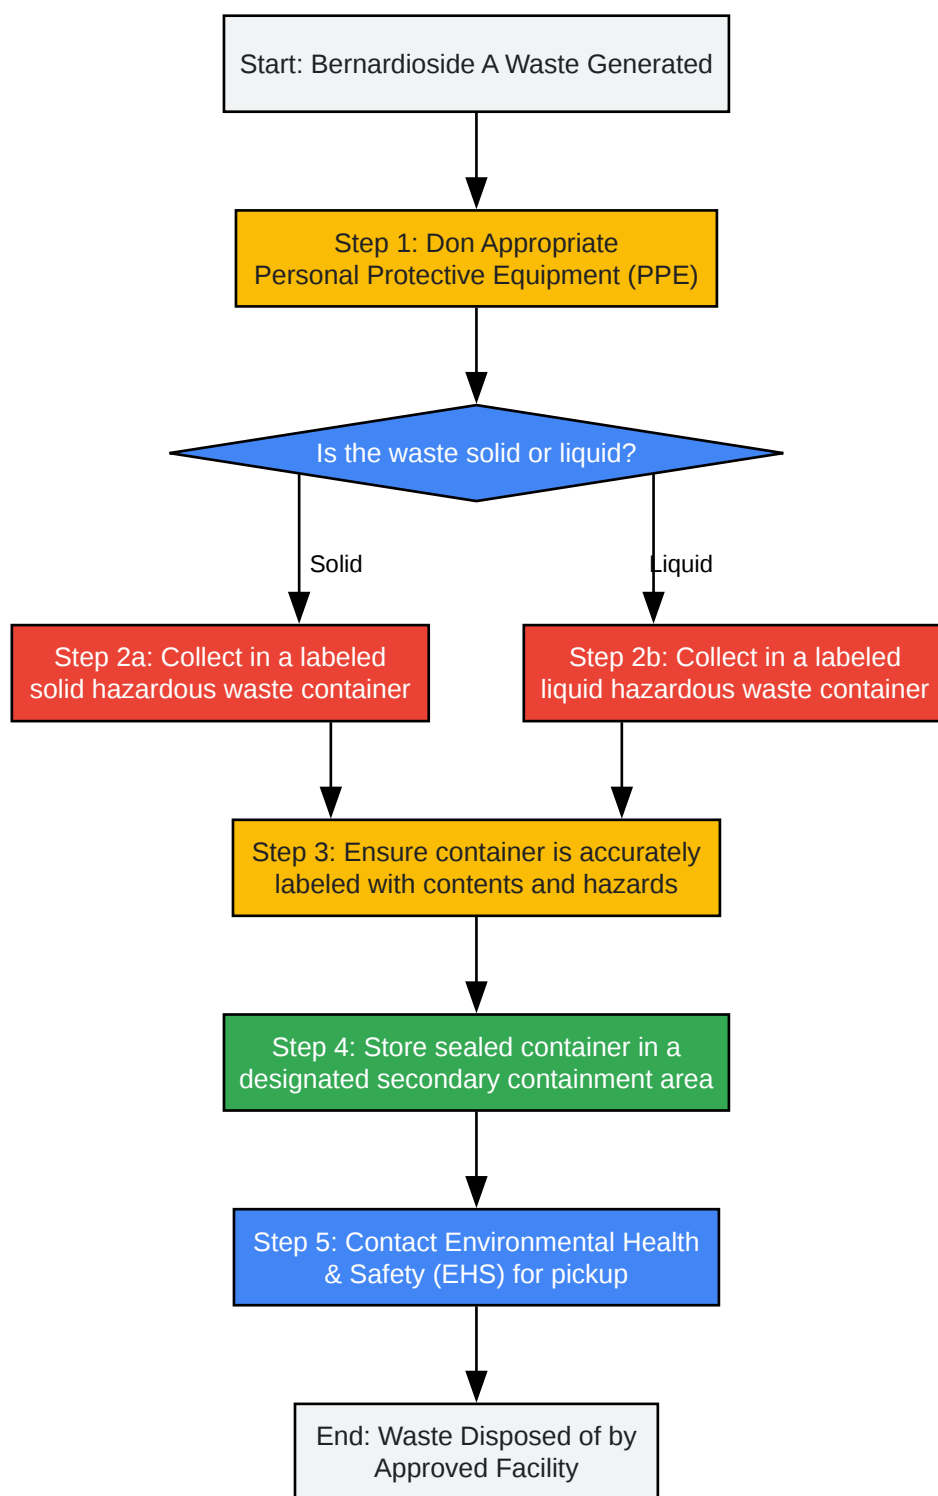 Start: Bernardioside A Waste Generated
Step 1: Don Appropriate
Personal Protective Equipment (PPE)
Is the waste solid or liquid?
Solid
Liquid
Step 2a: Collect in a labeled
solid hazardous waste container
Step 2b: Collect in a labeled
liquid hazardous waste container
Step 3: Ensure container is accurately
labeled with contents and hazards
Step 4: Store sealed container in a
designated secondary containment area
Step 5: Contact Environmental Health
& Safety (EHS) for pickup
End: Waste Disposed of by
Approved Facility